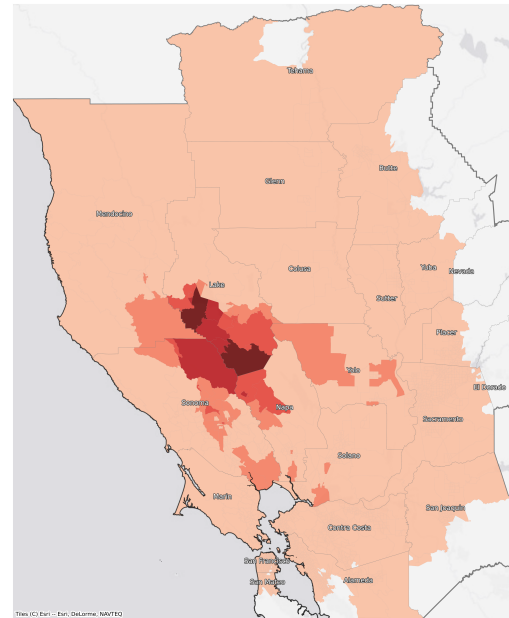 Tehama
Butte
Glenn
Mendocino
Lake
Colusa
Yuba
Nevada
Sutter
Placer
Yolo
El Dorado
Sonoma
Napa
Sacramento
Solano
Marin
San Joaquin
Contra Costa
San Francisco
San Mateo
Alameda
Tiles (C) Esri -- Esri, DeLorme, NAVTEQ